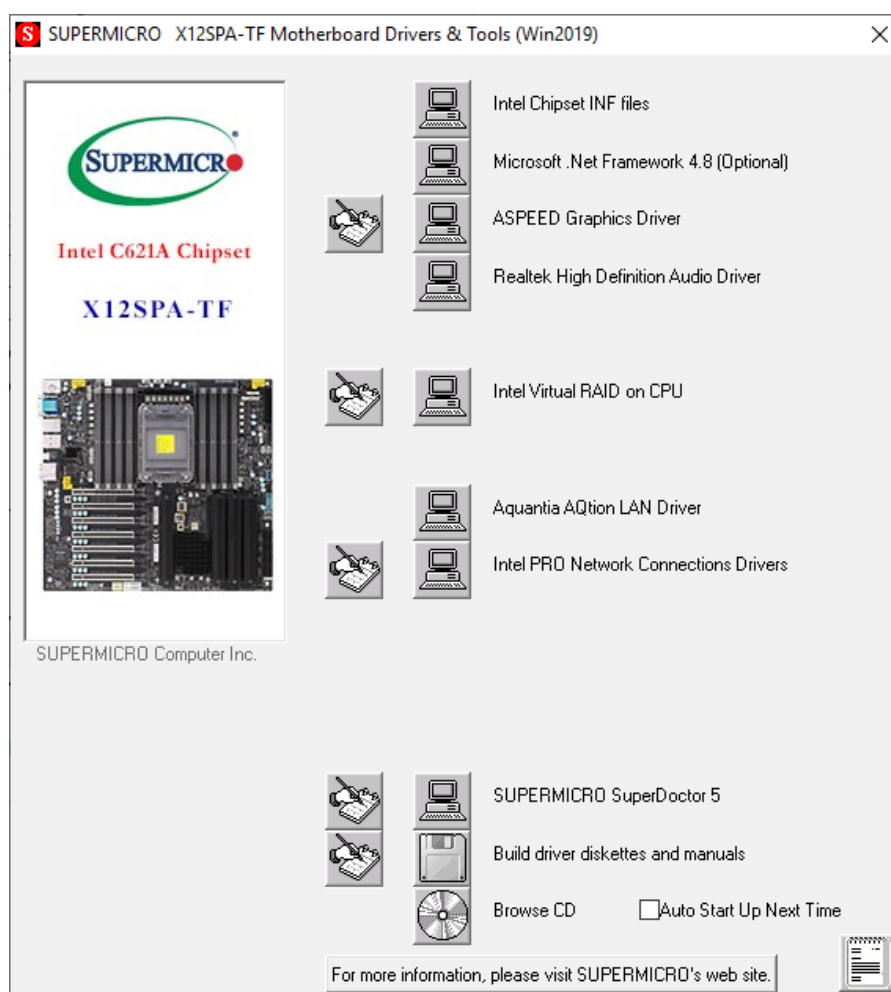 S SUPERMICRO X12SPA-TF Motherboard Drivers & Tools (Win2019)
SUPERMICRO
Intel C621A Chipset
X12SPA-TF
SUPERMICRO Computer Inc.
Intel Chipset INF files
Microsoft .Net Framework 4.8 (Optional)
ASPEED Graphics Driver
Realtek High Definition Audio Driver
Intel Virtual RAID on CPU
Aquantia AQtion LAN Driver
Intel PRO Network Connections Drivers
SUPERMICRO SuperDoctor 5
Build driver diskettes and manuals
Browse CD Auto Start Up Next Time
For more information, please visit SUPERMICRO's web site.